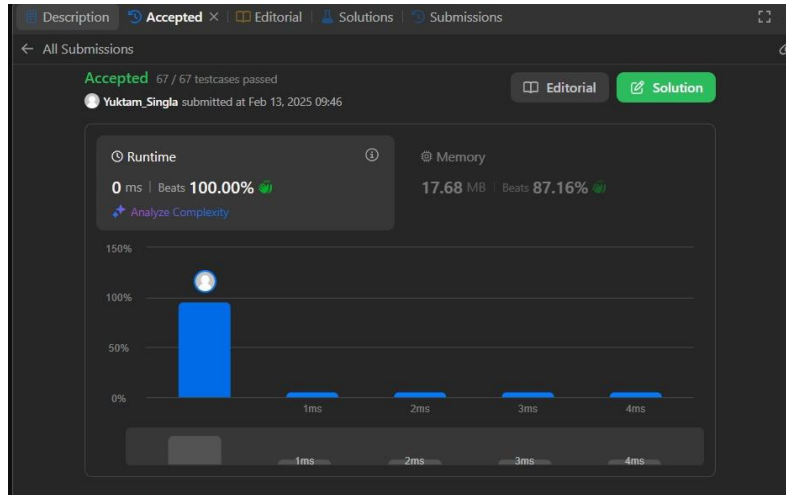 Description Accepted Editorial Solutions Submissions
All Submissions
Accepted 67 / 67 testcases passed
Editorial Solution
Yuktam_Singla submitted at Feb 13, 2025 09:46
Runtime Memory
0 ms Beats 100.00% 17.68 MB Beats 87.16%
Analyze Complexity
150%
100%
50%
0%
1ms 2ms 3ms 4ms
1ms 2ms 3ms 4ms